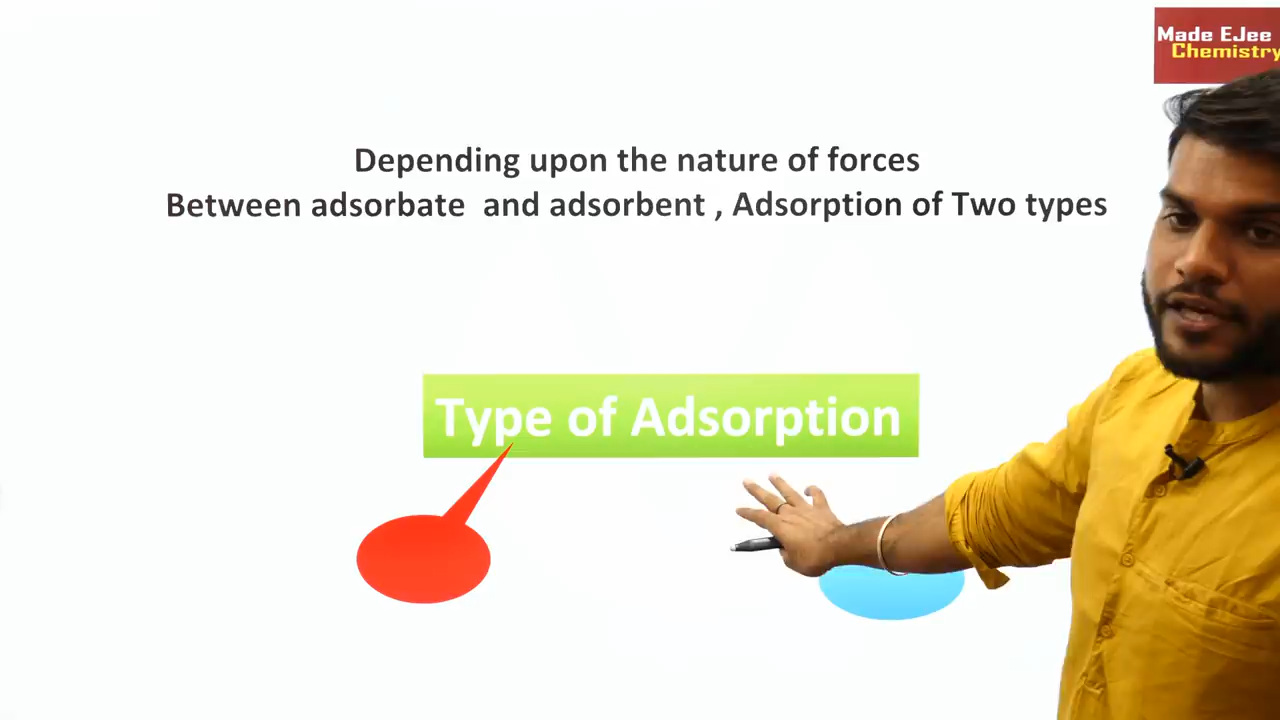 Made EJee
Chemistry
Depending upon the nature of forces
Between adsorbate and adsorbent , Adsorption of Two types
Type of Adsorption